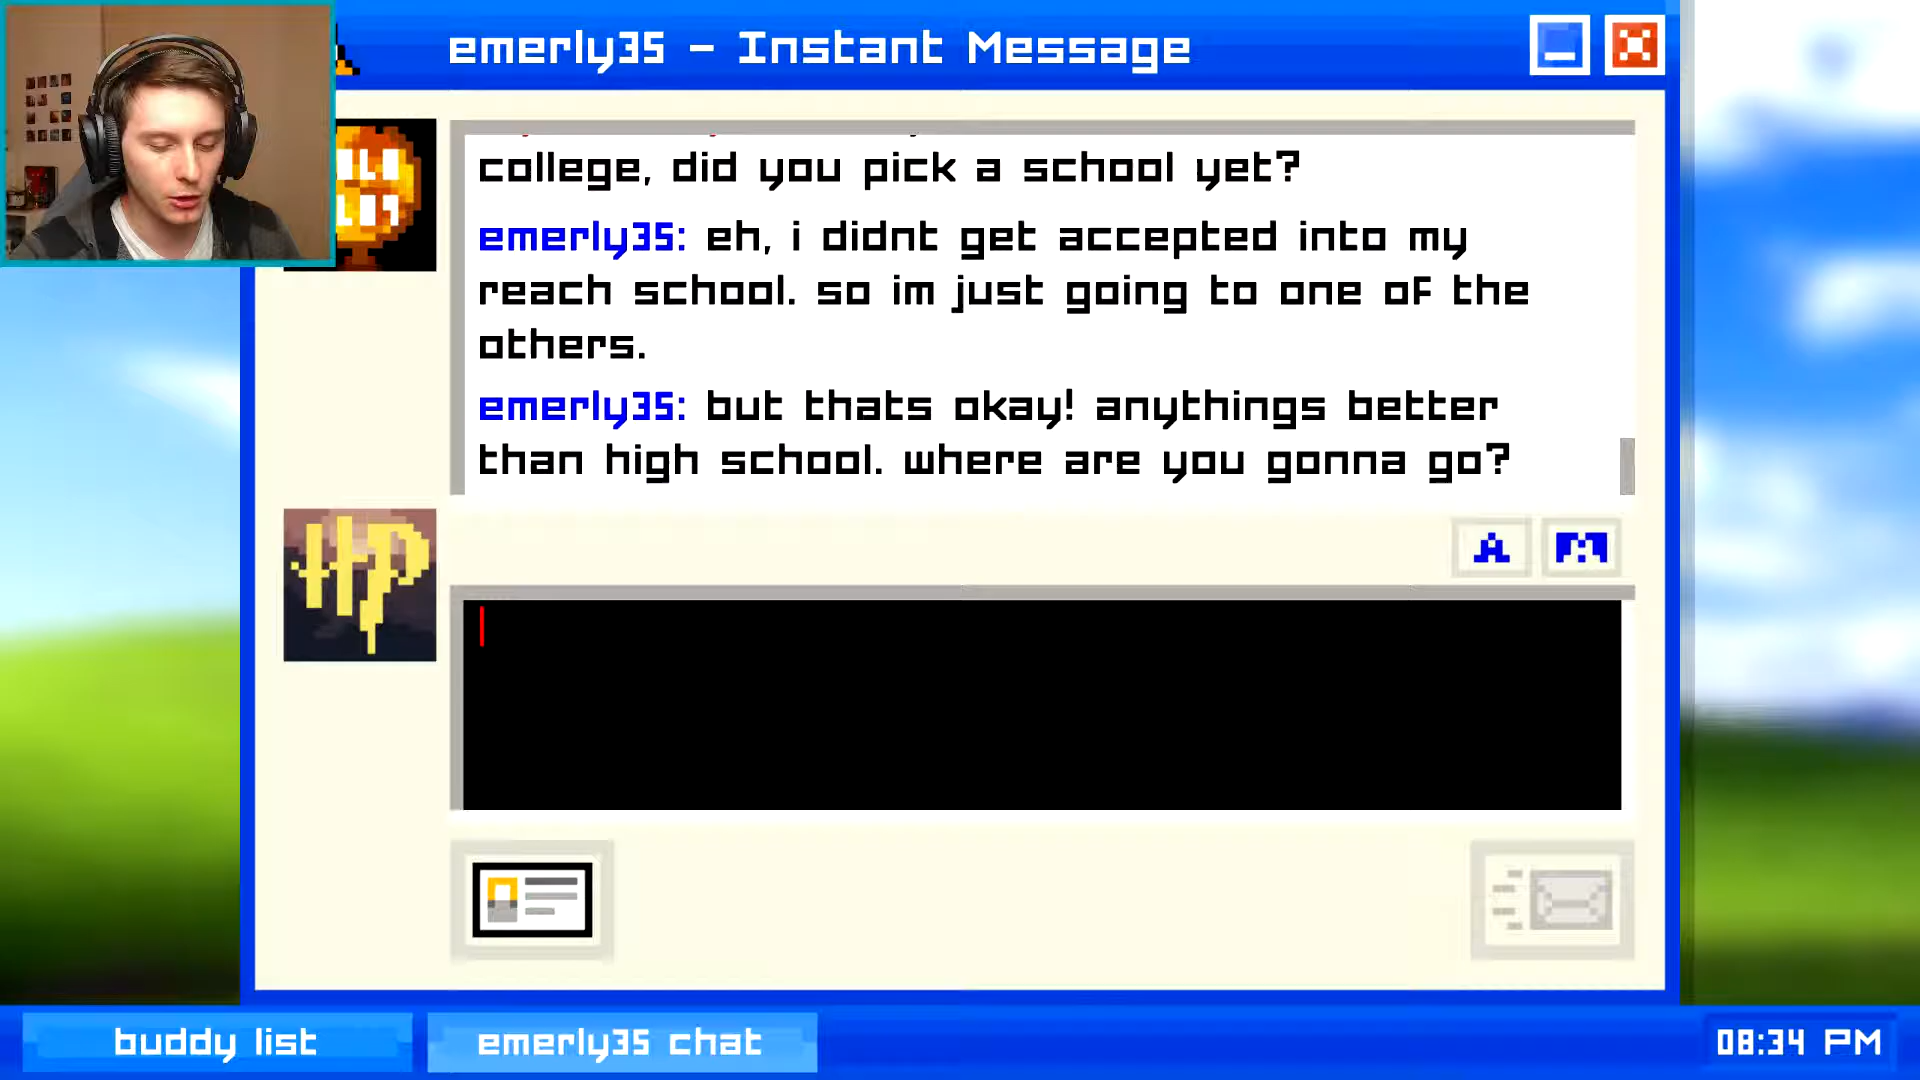 emerly35 - Instant Message
college, did you pick a school yet?
emerly35: eh, i didnt get accepted into my
reach school. so im just going to one of the
others.
emerly35: but thats okay! anythings better
than high school. where are you gonna go?
A
HP
buddy list
emerly35 chat
08:34 PM